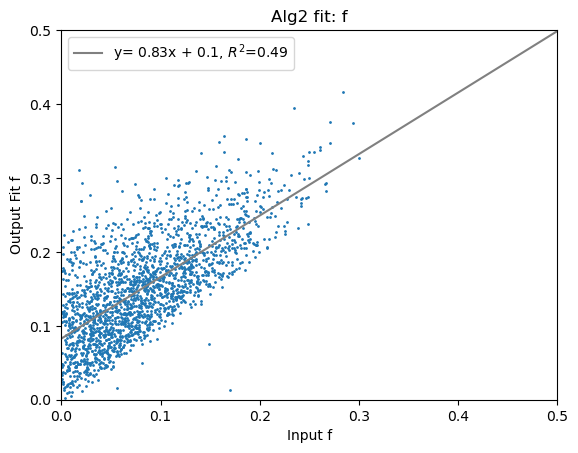 Alg2 fit: f
y= 0.83x + 0.1, R²=0.49
Output Fit f
0.5
0.4
0.3
0.2
0.1
0.0
0.0 0.1 0.2 0.3 0.4 0.5
Input f